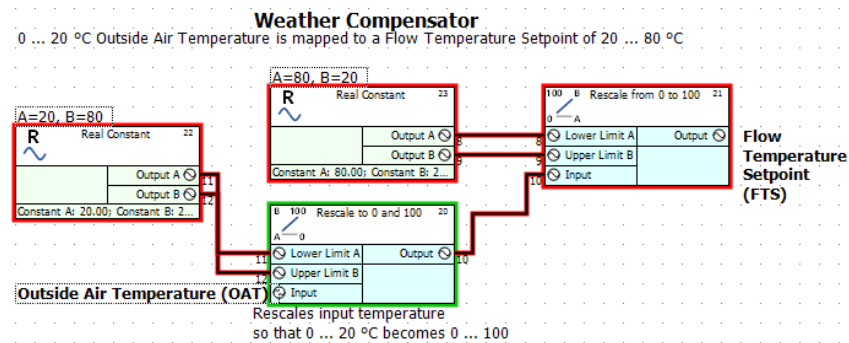 Weather Compensator
0 ... 20 ºC Outside Air Temperature is mapped to a Flow Temperature Setpoint of 20 ... 80 ºC
A=80, B=20
R Real Constant 23
Output A 8
Output B 9
Constant A: 80.00; Constant B: 2...
100 B Rescale from 0 to 100 21
0 A
8 Lower Limit A Output
9 Upper Limit B
10 Input
Flow
Temperature
Setpoint
(FTS)
A=20, B=80
R Real Constant 22
Output A 11
Output B 12
Constant A: 20.00; Constant B: 2...
B 100 Rescale to 0 and 100 20
A 0
11 Lower Limit A Output 10
12 Upper Limit B
Outside Air Temperature (OAT) Input
Rescales input temperature
so that 0 ... 20 ºC becomes 0 ... 100